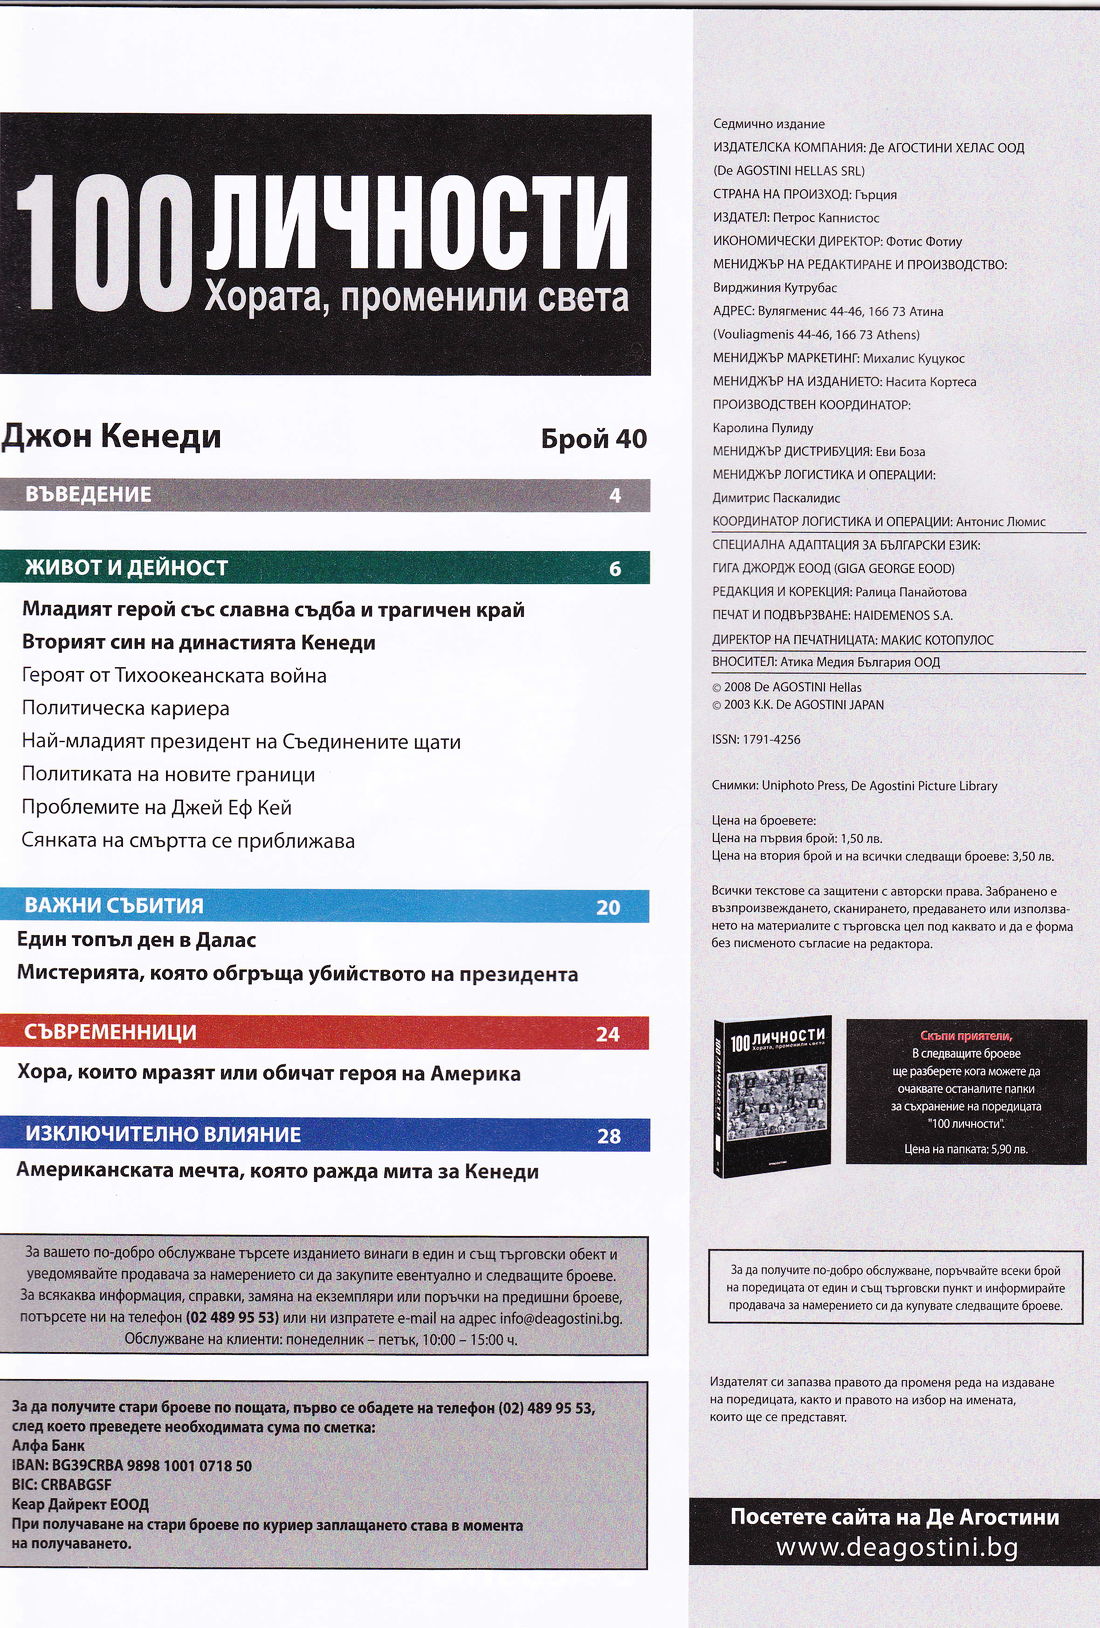 100 ЛИЧНОСТИ
Хората, променили света
Джон Кенеди
Брой 40
ВЪВЕДЕНИЕ 4
ЖИВОТ И ДЕЙНОСТ 6
Младият герой със славна съдба и трагичен край
Вторият син на династията Кенеди
Героят от Тихоокеанската война
Политическа кариера
Най-младият президент на Съединените щати
Политиката на новите граници
Проблемите на Джей Еф Кей
Сянката на смъртта се приближава
ВАЖНИ СЪБИТИЯ 20
Един топъл ден в Далас
Мистерията, която обгръща убийството на президента
СЪВРЕМЕННИЦИ 24
Хора, които мразят или обичат героя на Америка
ИЗКЛЮЧИТЕЛНО ВЛИЯНИЕ 28
Американската мечта, която ражда мита за Кенеди
За вашето по-добро обслужване търсете изданието винаги в един и същ търговски обект и
уведомявайте продавача за намерението си да закупите евентуално и следващите броеве.
За всякаква информация, справки, замяна на екземпляри или поръчки на предишни броеве,
потърсете ни на телефон (02 489 95 53) или ни изпратете e-mail на адрес info@deagostini.bg.
Обслужване на клиенти: понеделник – петък, 10:00 – 15:00 ч.
За да получите стари броеве по пощата, първо се обадете на телефон (02) 489 95 53,
след което преведете необходимата сума по сметка:
Алфа Банк
IBAN: BG39CRBA 9898 1001 0718 50
BIC: CRBABGSF
Кеар Дайрект ЕООД
При получаване на стари броеве по куриер заплащането става в момента
на получаването.
Седмично издание
ИЗДАТЕЛСКА КОМПАНИЯ: Де АГОСТИНИ ХЕЛАС ООД
(De AGOSTINI HELLAS SRL)
СТРАНА НА ПРОИЗХОД: Гърция
ИЗДАТЕЛ: Петрос Капнистос
ИКОНОМИЧЕСКИ ДИРЕКТОР: Фотис Фотиу
МЕНИДЖЪР НА РЕДАКТИРАНЕ И ПРОИЗВОДСТВО:
Вирджиния Кутрубас
АДРЕС: Вулягменис 44-46, 166 73 Атина
(Vouliagmenis 44-46, 166 73 Athens)
МЕНИДЖЪР МАРКЕТИНГ: Михалис Куцукос
МЕНИДЖЪР НА ИЗДАНИЕТО: Насита Кортеса
ПРОИЗВОДСТВЕН КООРДИНАТОР:
Каролина Пулиду
МЕНИДЖЪР ДИСТРИБУЦИЯ: Еви Боза
МЕНИДЖЪР ЛОГИСТИКА И ОПЕРАЦИИ:
Димитрис Паскалидис
КООРДИНАТОР ЛОГИСТИКА И ОПЕРАЦИИ: Антонис Люмис
СПЕЦИАЛНА АДАПТАЦИЯ ЗА БЪЛГАРСКИ ЕЗИК:
ГИГА ДЖОРДЖ ЕООД (GIGA GEORGE EOOD)
РЕДАКЦИЯ И КОРЕКЦИЯ: Ралица Панайотова
ПЕЧАТ И ПОДВЪРЗВАНЕ: HAIDEMENOS S.A.
ДИРЕКТОР НА ПЕЧАТНИЦАТА: МАКИС КОТОПУЛОС
ВНОСИТЕЛ: Атика Медия България ООД
© 2008 De AGOSTINI Hellas
© 2003 K.K. De AGOSTINI JAPAN
ISSN: 1791-4256
Снимки: Uniphoto Press, De Agostini Picture Library
Цена на броевете:
Цена на първия брой: 1,50 лв.
Цена на втория брой и на всички следващи броеве: 3,50 лв.
Всички текстове са защитени с авторски права. Забранено е
възпроизвеждането, сканирането, предаването или използва-
нето на материалите с търговска цел под каквато и да е форма
без писменото съгласие на редактора.
100 ЛИЧНОСТИ
Хората, променили света
100 ЛИЧНОСТИ
Скъпи приятели,
В следващите броеве
ще разберете кога можете да
очаквате останалите папки
за съхранение на поредицата
"100 личности".
Цена на папката: 5,90 лв.
За да получите по-добро обслужване, поръчвайте всеки брой
на поредицата от един и същ търговски пункт и информирайте
продавача за намерението си да купувате следващите броеве.
Издателят си запазва правото да променя реда на издаване
на поредицата, както и правото на избор на имената,
които ще се представят.
Посетете сайта на Де Агостини
www.deagostini.bg